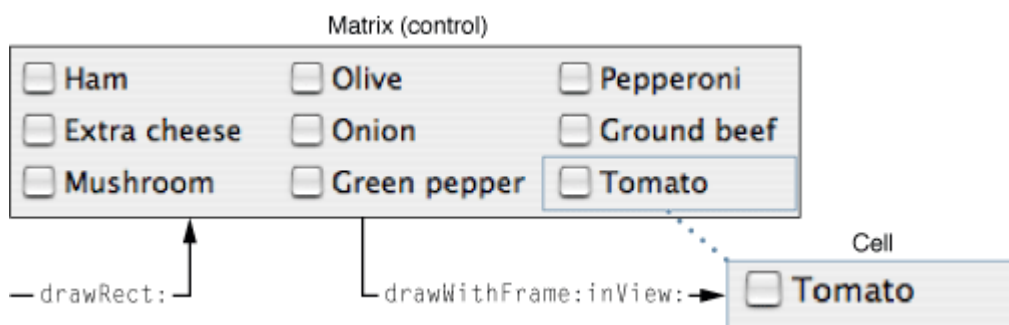 Matrix (control)
Ham Olive Pepperoni
Extra cheese Onion Ground beef
Mushroom Green pepper Tomato
Cell
drawRect: drawWithFrame:inView: Tomato